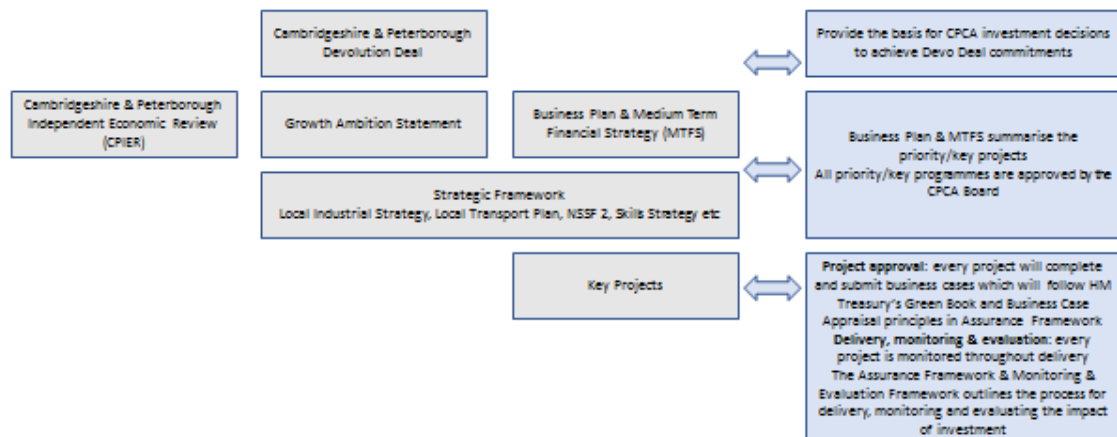 Cambridgeshire & Peterborough
Devolution Deal
Provide the basis for CPCA investment decisions
to achieve Devo Deal commitments
Cambridgeshire & Peterborough
Independent Economic Review
(CPIER)
Growth Ambition Statement
Business Plan & Medium Term
Financial Strategy (MTFS)
Business Plan & MTFS summarise the
priority/key projects
All priority/key programmes are approved by the
CPCA Board
Strategic Framework
Local Industrial Strategy, Local Transport Plan, NSSF 2, Skills Strategy etc
Key Projects
Project approval: every project will complete
and submit business cases which will follow HM
Treasury's Green Book and Business Case
Appraisal principles in Assurance Framework
Delivery, monitoring & evaluation: every
project is monitored throughout delivery
The Assurance Framework & Monitoring &
Evaluation Framework outlines the process for
delivery, monitoring and evaluating the impact
of investment